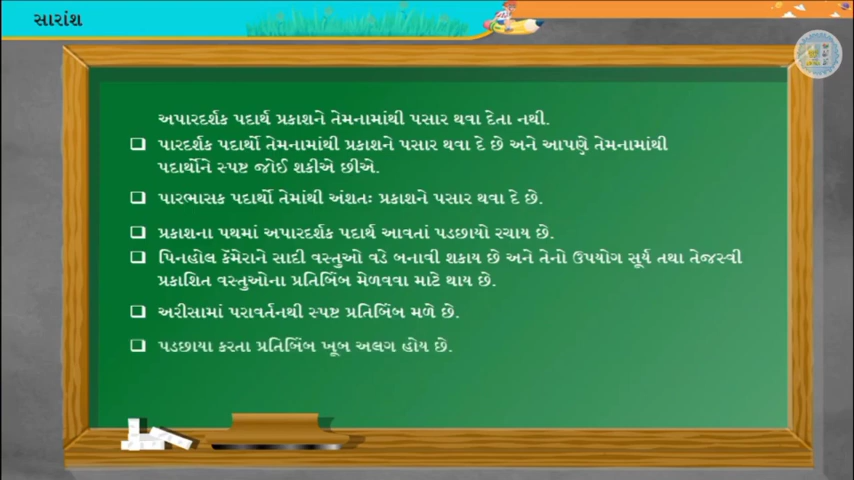 સારાંશ
અપારદર્શક પદાર્થ પ્રકાશને તેમનામાંથી પસાર થવા દેતા નથી.
❑ પારદર્શક પદાર્થો તેમનામાંથી પ્રકાશને પસાર થવા દે છે અને આપણે તેમનામાંથી
પદાર્થોને સ્પષ્ટ જોઈ શકીએ છીએ.
❑ પારભાસક પદાર્થો તેમાંથી અંશતઃ પ્રકાશને પસાર થવા દે છે.
❑ પ્રકાશના પથમાં અપારદર્શક પદાર્થ આવતાં પડછાયો રચાય છે.
❑ પિનહોલ કૅમેરાને સાદી વસ્તુઓ વડે બનાવી શકાય છે અને તેનો ઉપયોગ સૂર્ય તથા તેજસ્વી
પ્રકાશિત વસ્તુઓના પ્રતિબિંબ મેળવવા માટે થાય છે.
❑ અરીસામાં પરાવર્તનથી સ્પષ્ટ પ્રતિબિંબ મળે છે.
❑ પડછાયા કરતા પ્રતિબિંબ ખૂબ અલગ હોય છે.